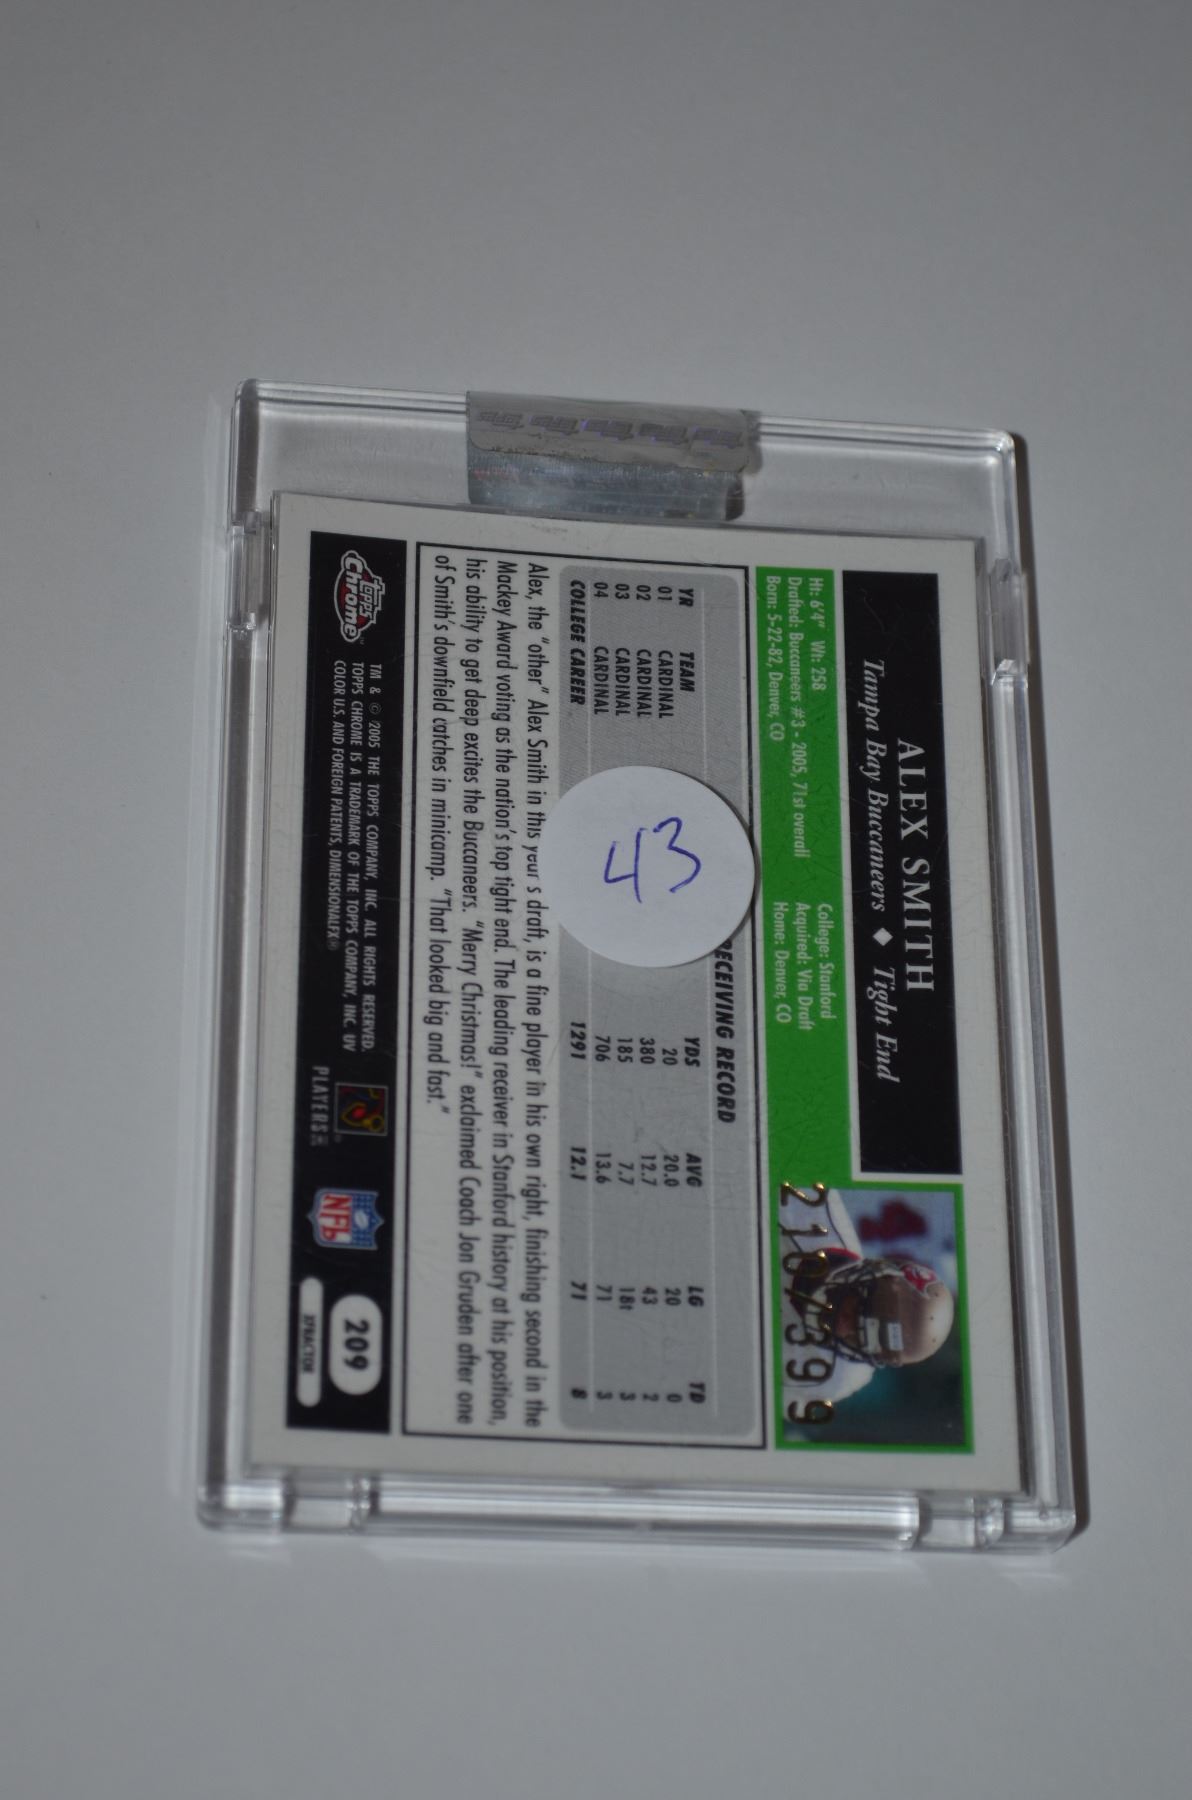 ALEX SMITH
Tampa Bay Buccaneers ♦ Tight End
Ht: 6'4" Wt: 258
College: Stanford
Drafted: Buccaneers #3 - 2005, 71st overall
Acquired: Via Draft
Born: 5-22-82, Denver, CO
Home: Denver, CO
210/399
ECEIVING RECORD
YR TEAM YDS AVG LG TD
01 CARDINAL 20 20.0 20 0
02 CARDINAL 380 12.7 43 2
03 CARDINAL 185 7.7 18t 3
04 CARDINAL 706 13.6 71 3
COLLEGE CAREER 1291 12.1 71 8
43
Alex, the "other" Alex Smith in this year's draft, is a fine player in his own right, finishing second in the
Mackey Award voting as the nation's top tight end. The leading receiver in Stanford history at his position,
his ability to get deep excites the Buccaneers. "Merry Christmas!" exclaimed Coach Jon Gruden after one
of Smith's downfield catches in minicamp. "That looked big and fast."
topps Chrome™
TM & © 2005 THE TOPPS COMPANY, INC. ALL RIGHTS RESERVED.
TOPPS CHROME IS A TRADEMARK OF THE TOPPS COMPANY, INC. UV
COLOR U.S. AND FOREIGN PATENTS, DIMENSIONALFX®
PLAYERS INC
NFL
209
XFRACTOR